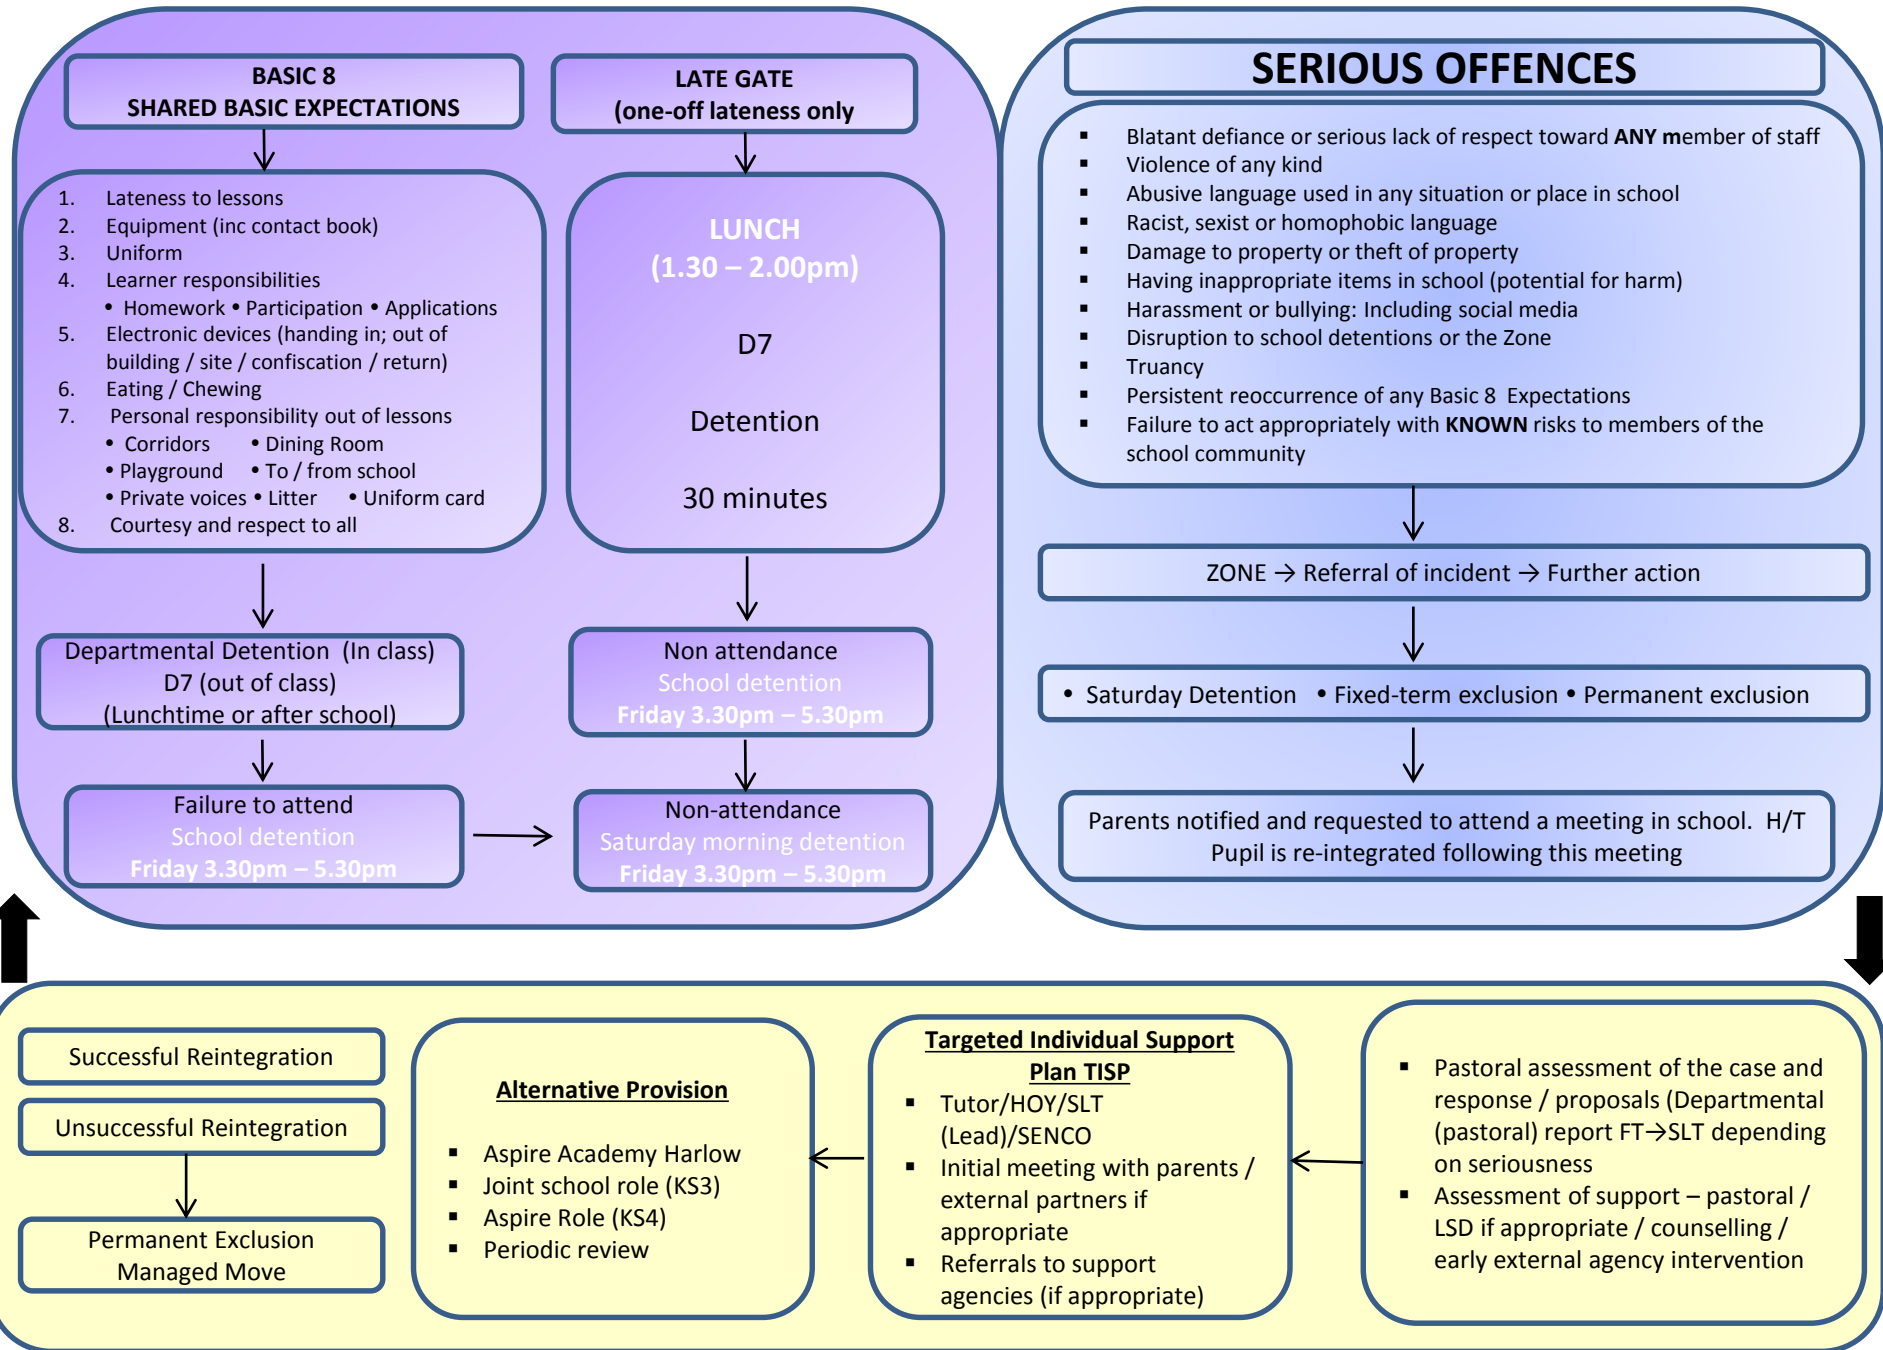 BASIC 8
SHARED BASIC EXPECTATIONS
1. Lateness to lessons
2. Equipment (inc contact book)
3. Uniform
4. Learner responsibilities
• Homework • Participation • Applications
5. Electronic devices (handing in; out of
building / site / confiscation / return)
6. Eating / Chewing
7. Personal responsibility out of lessons
• Corridors • Dining Room
• Playground • To / from school
• Private voices • Litter • Uniform card
8. Courtesy and respect to all
Departmental Detention (In class)
D7 (out of class)
(Lunchtime or after school)
Failure to attend
School detention
Friday 3.30pm – 5.30pm
LATE GATE
(one-off lateness only
LUNCH
(1.30 – 2.00pm)
D7
Detention
30 minutes
Non attendance
School detention
Friday 3.30pm – 5.30pm
Non-attendance
Saturday morning detention
Friday 3.30pm – 5.30pm
SERIOUS OFFENCES
▪ Blatant defiance or serious lack of respect toward ANY member of staff
▪ Violence of any kind
▪ Abusive language used in any situation or place in school
▪ Racist, sexist or homophobic language
▪ Damage to property or theft of property
▪ Having inappropriate items in school (potential for harm)
▪ Harassment or bullying: Including social media
▪ Disruption to school detentions or the Zone
▪ Truancy
▪ Persistent reoccurrence of any Basic 8 Expectations
▪ Failure to act appropriately with KNOWN risks to members of the
school community
ZONE → Referral of incident → Further action
• Saturday Detention • Fixed-term exclusion • Permanent exclusion
Parents notified and requested to attend a meeting in school. H/T
Pupil is re-integrated following this meeting
Successful Reintegration
Unsuccessful Reintegration
Permanent Exclusion
Managed Move
Alternative Provision
▪ Aspire Academy Harlow
▪ Joint school role (KS3)
▪ Aspire Role (KS4)
▪ Periodic review
Targeted Individual Support
Plan TISP
▪ Tutor/HOY/SLT
(Lead)/SENCO
▪ Initial meeting with parents /
external partners if
appropriate
▪ Referrals to support
agencies (if appropriate)
▪ Pastoral assessment of the case and
response / proposals (Departmental
(pastoral) report FT→SLT depending
on seriousness
▪ Assessment of support – pastoral /
LSD if appropriate / counselling /
early external agency intervention